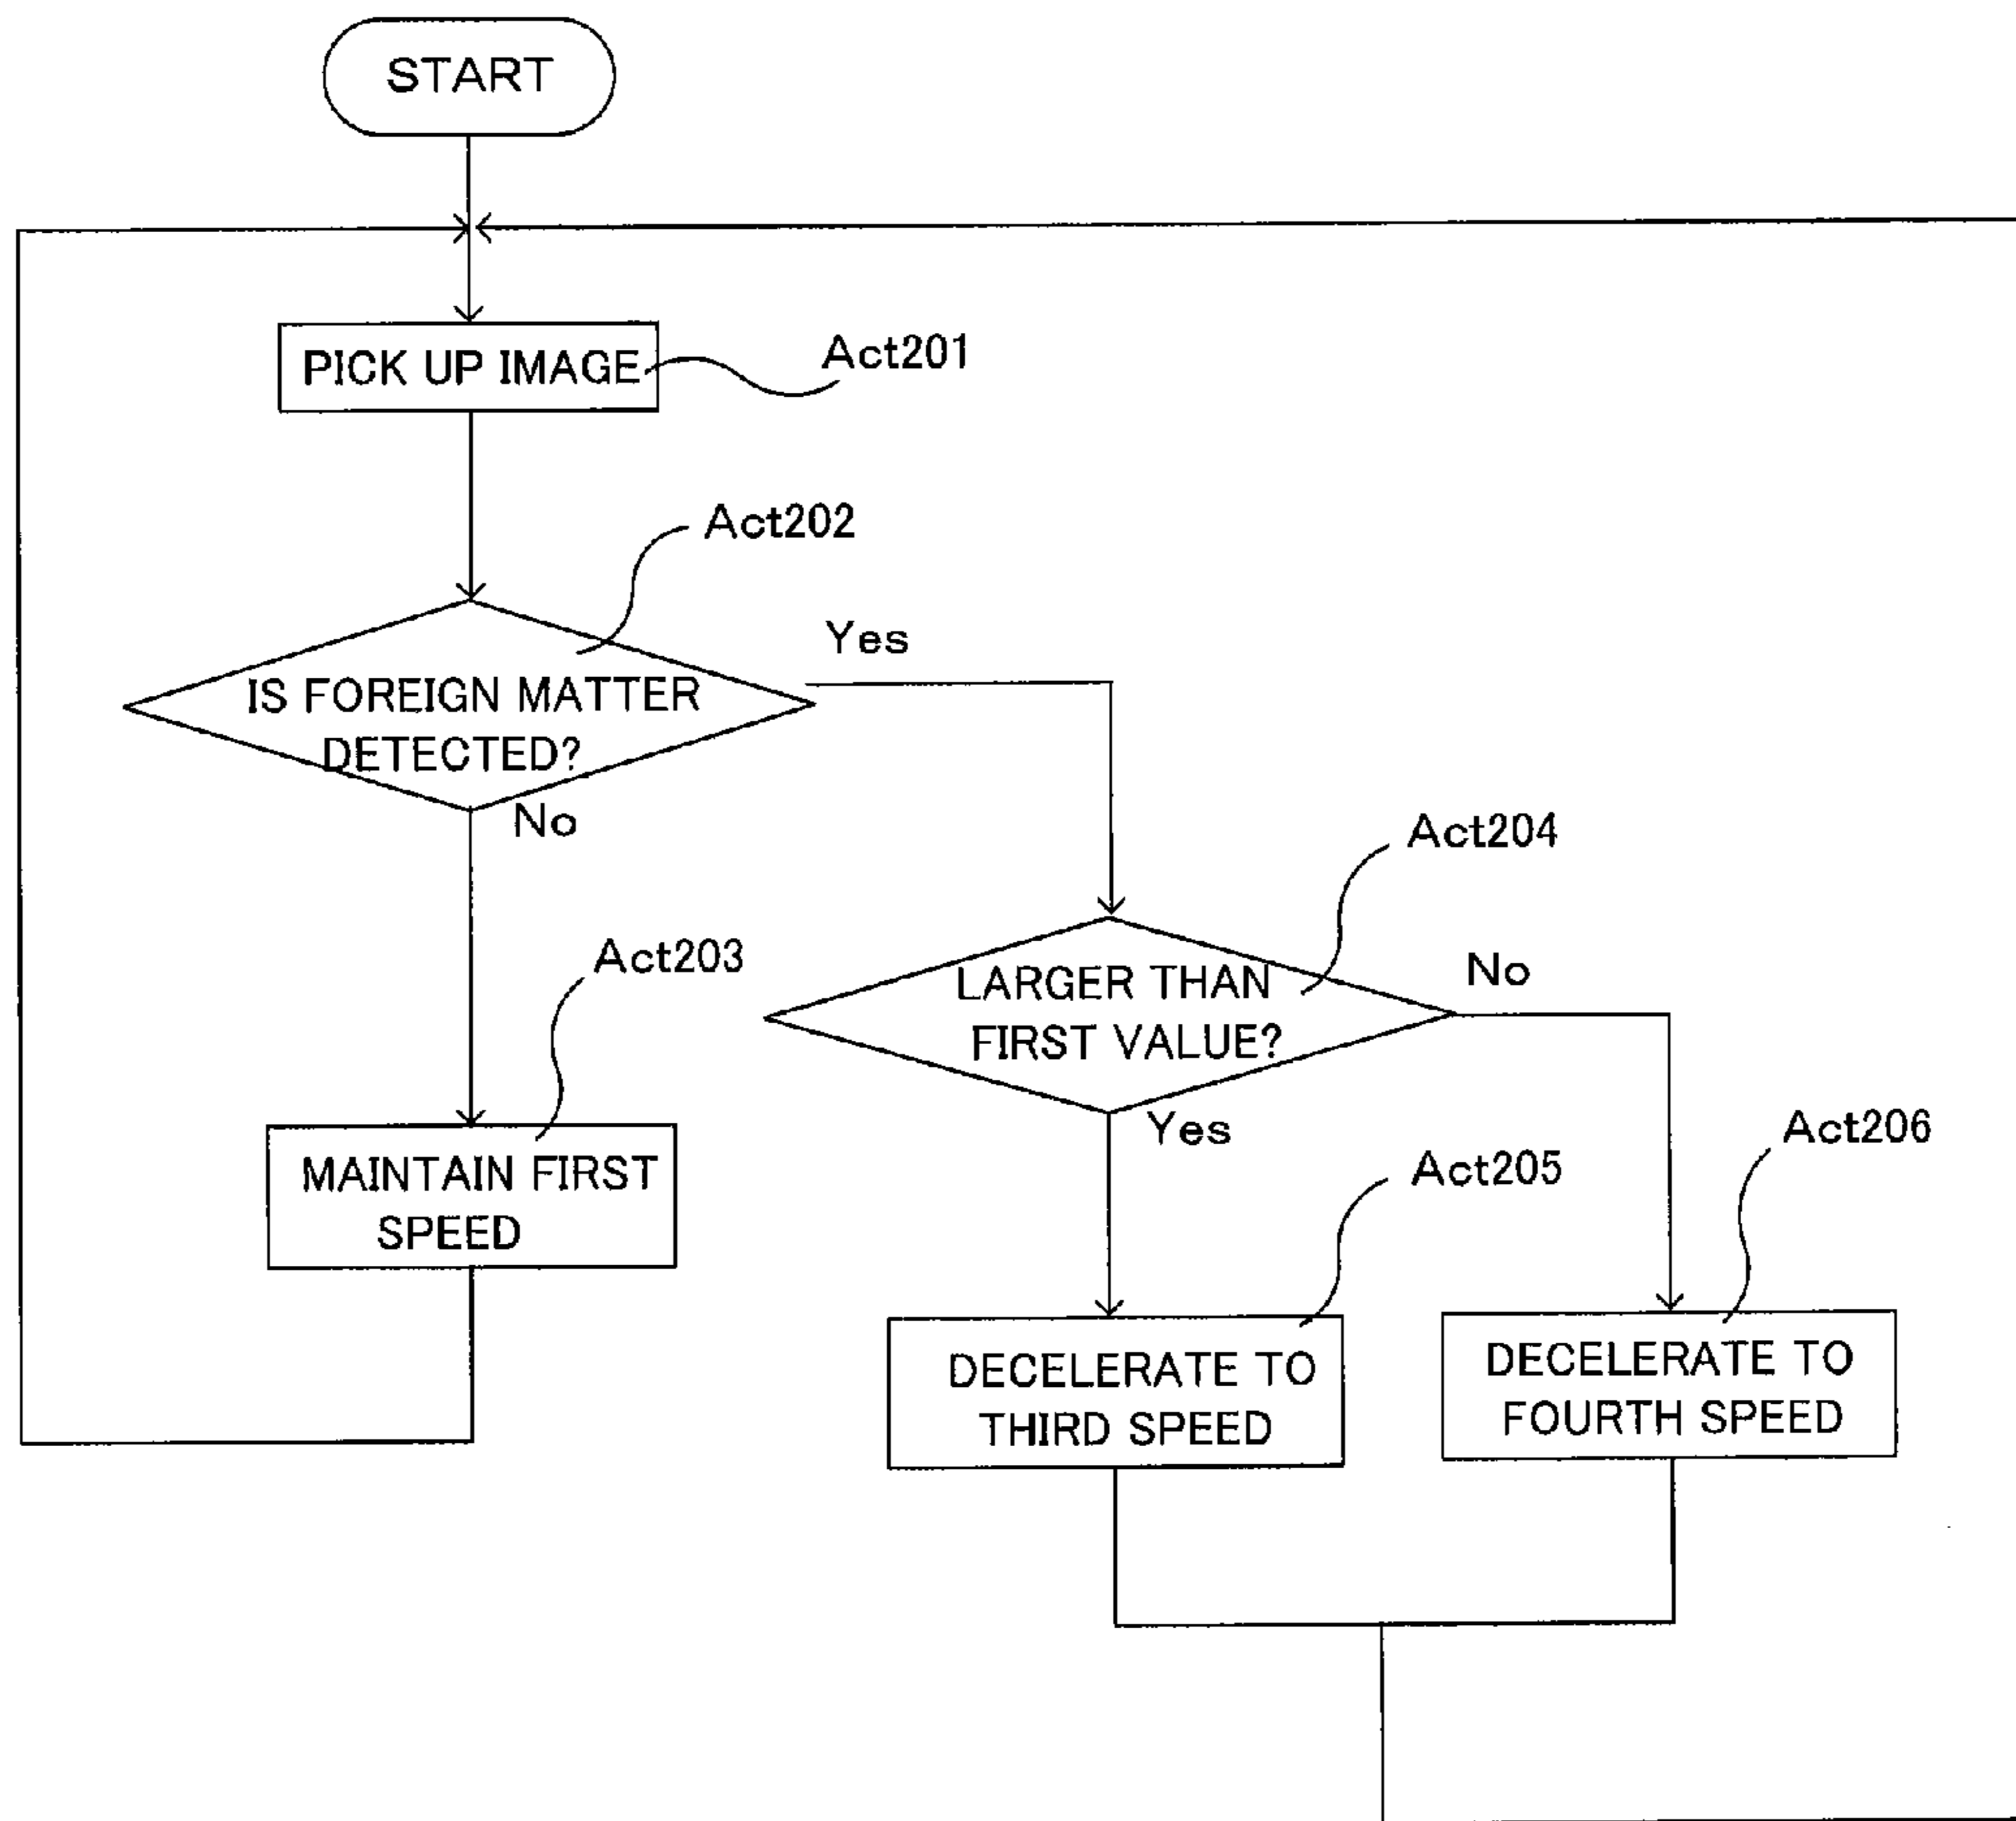 START
PICK UP IMAGE
Act201
Act202
IS FOREIGN MATTER
DETECTED?
Yes
No
Act203
MAINTAIN FIRST
SPEED
Act204
LARGER THAN
FIRST VALUE?
No
Yes
Act205
DECELERATE TO
THIRD SPEED
Act206
DECELERATE TO
FOURTH SPEED